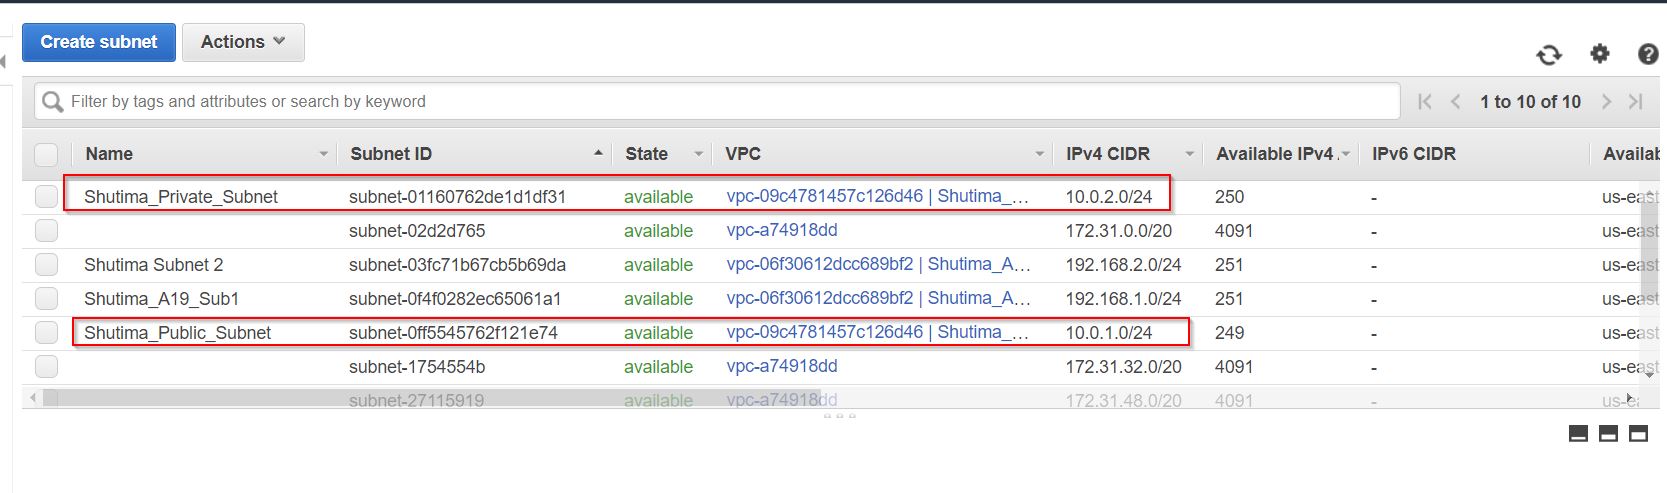 Create subnet Actions
Filter by tags and attributes or search by keyword 1 to 10 of 10
Name Subnet ID State VPC IPv4 CIDR Available IPv4 IPv6 CIDR Availab
Shutima_Private_Subnet subnet-01160762de1d1df31 available vpc-09c4781457c126d46 | Shutima_... 10.0.2.0/24 250 - us-east
subnet-02d2d765 available vpc-a74918dd 172.31.0.0/20 4091 - us-east
Shutima Subnet 2 subnet-03fc71b67cb5b69da available vpc-06f30612dcc689bf2 | Shutima_A... 192.168.2.0/24 251 - us-east
Shutima_A19_Sub1 subnet-0f4f0282ec65061a1 available vpc-06f30612dcc689bf2 | Shutima_A... 192.168.1.0/24 251 - us-east
Shutima_Public_Subnet subnet-0ff5545762f121e74 available vpc-09c4781457c126d46 | Shutima_... 10.0.1.0/24 249 - us-east
subnet-1754554b available vpc-a74918dd 172.31.32.0/20 4091 - us-east
subnet-27115919 available vpc-a74918dd 172.31.48.0/20 4091 - us-ea